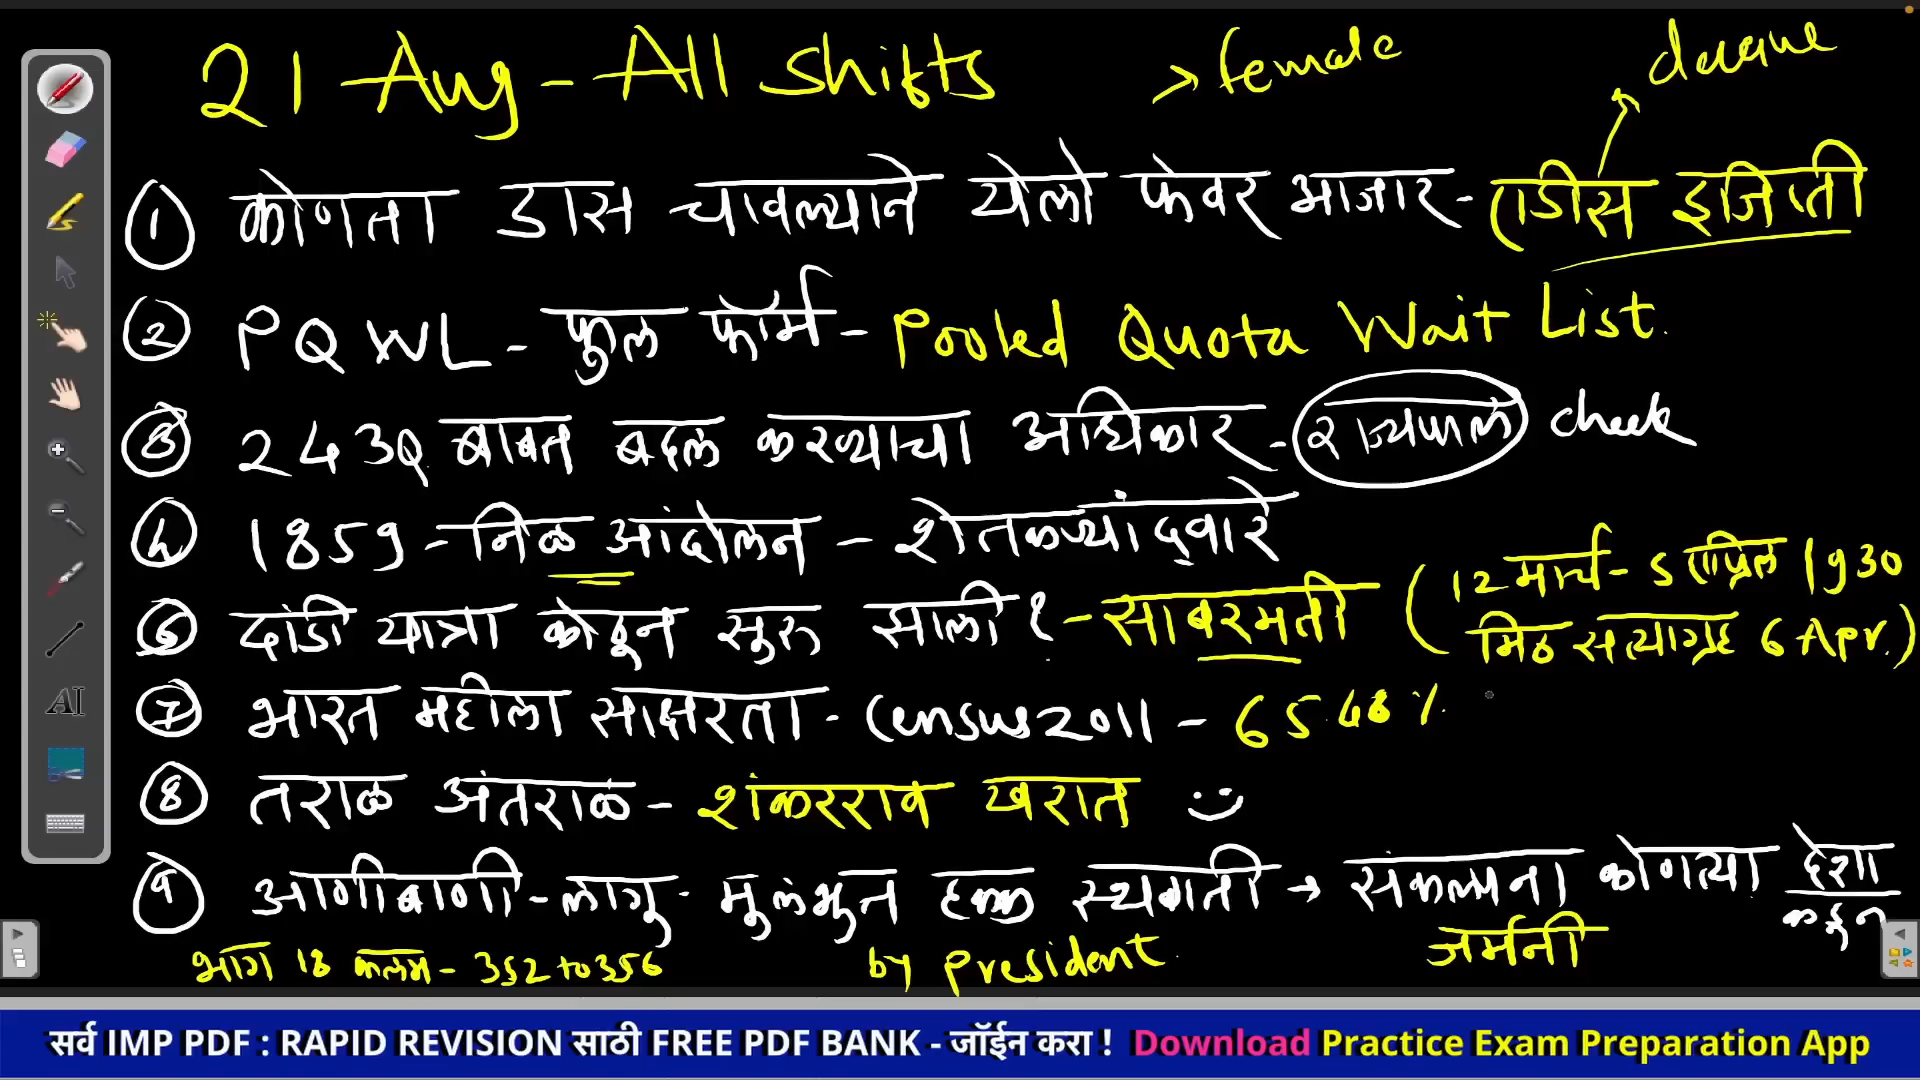 21 Aug - All Shifts → female dengue
① कोणता डास चावल्याने येलो फेवर आजार - एडीस इजिप्ती
② PQWL - फुल फॉर्म - Pooled Quota Wait List.
③ 243Q बाबत बदल करण्याचा अधिकार - राज्यपाल check
④ 1859 - निळ आंदोलन - शेतकऱ्यांद्वारे
⑥ दांडी यात्रा कोठून सुरु झाली ? - साबरमती (12 मार्च - 5 एप्रिल 1930
मिठ सत्याग्रह 6 Apr.)
⑦ भारत महीला साक्षरता - Census 2011 - 65.48%
⑧ तराळ अंतराळ - शंकरराव खरात
⑨ आणीबाणी - लागू - मुलभुत हक्क स्थगती → संकल्पना कोणत्या देशा
कडून
भाग 18 कलम - 352 to 356 by president. जर्मनी
AI
सर्व IMP PDF : RAPID REVISION साठी FREE PDF BANK - जॉईन करा ! Download Practice Exam Preparation App